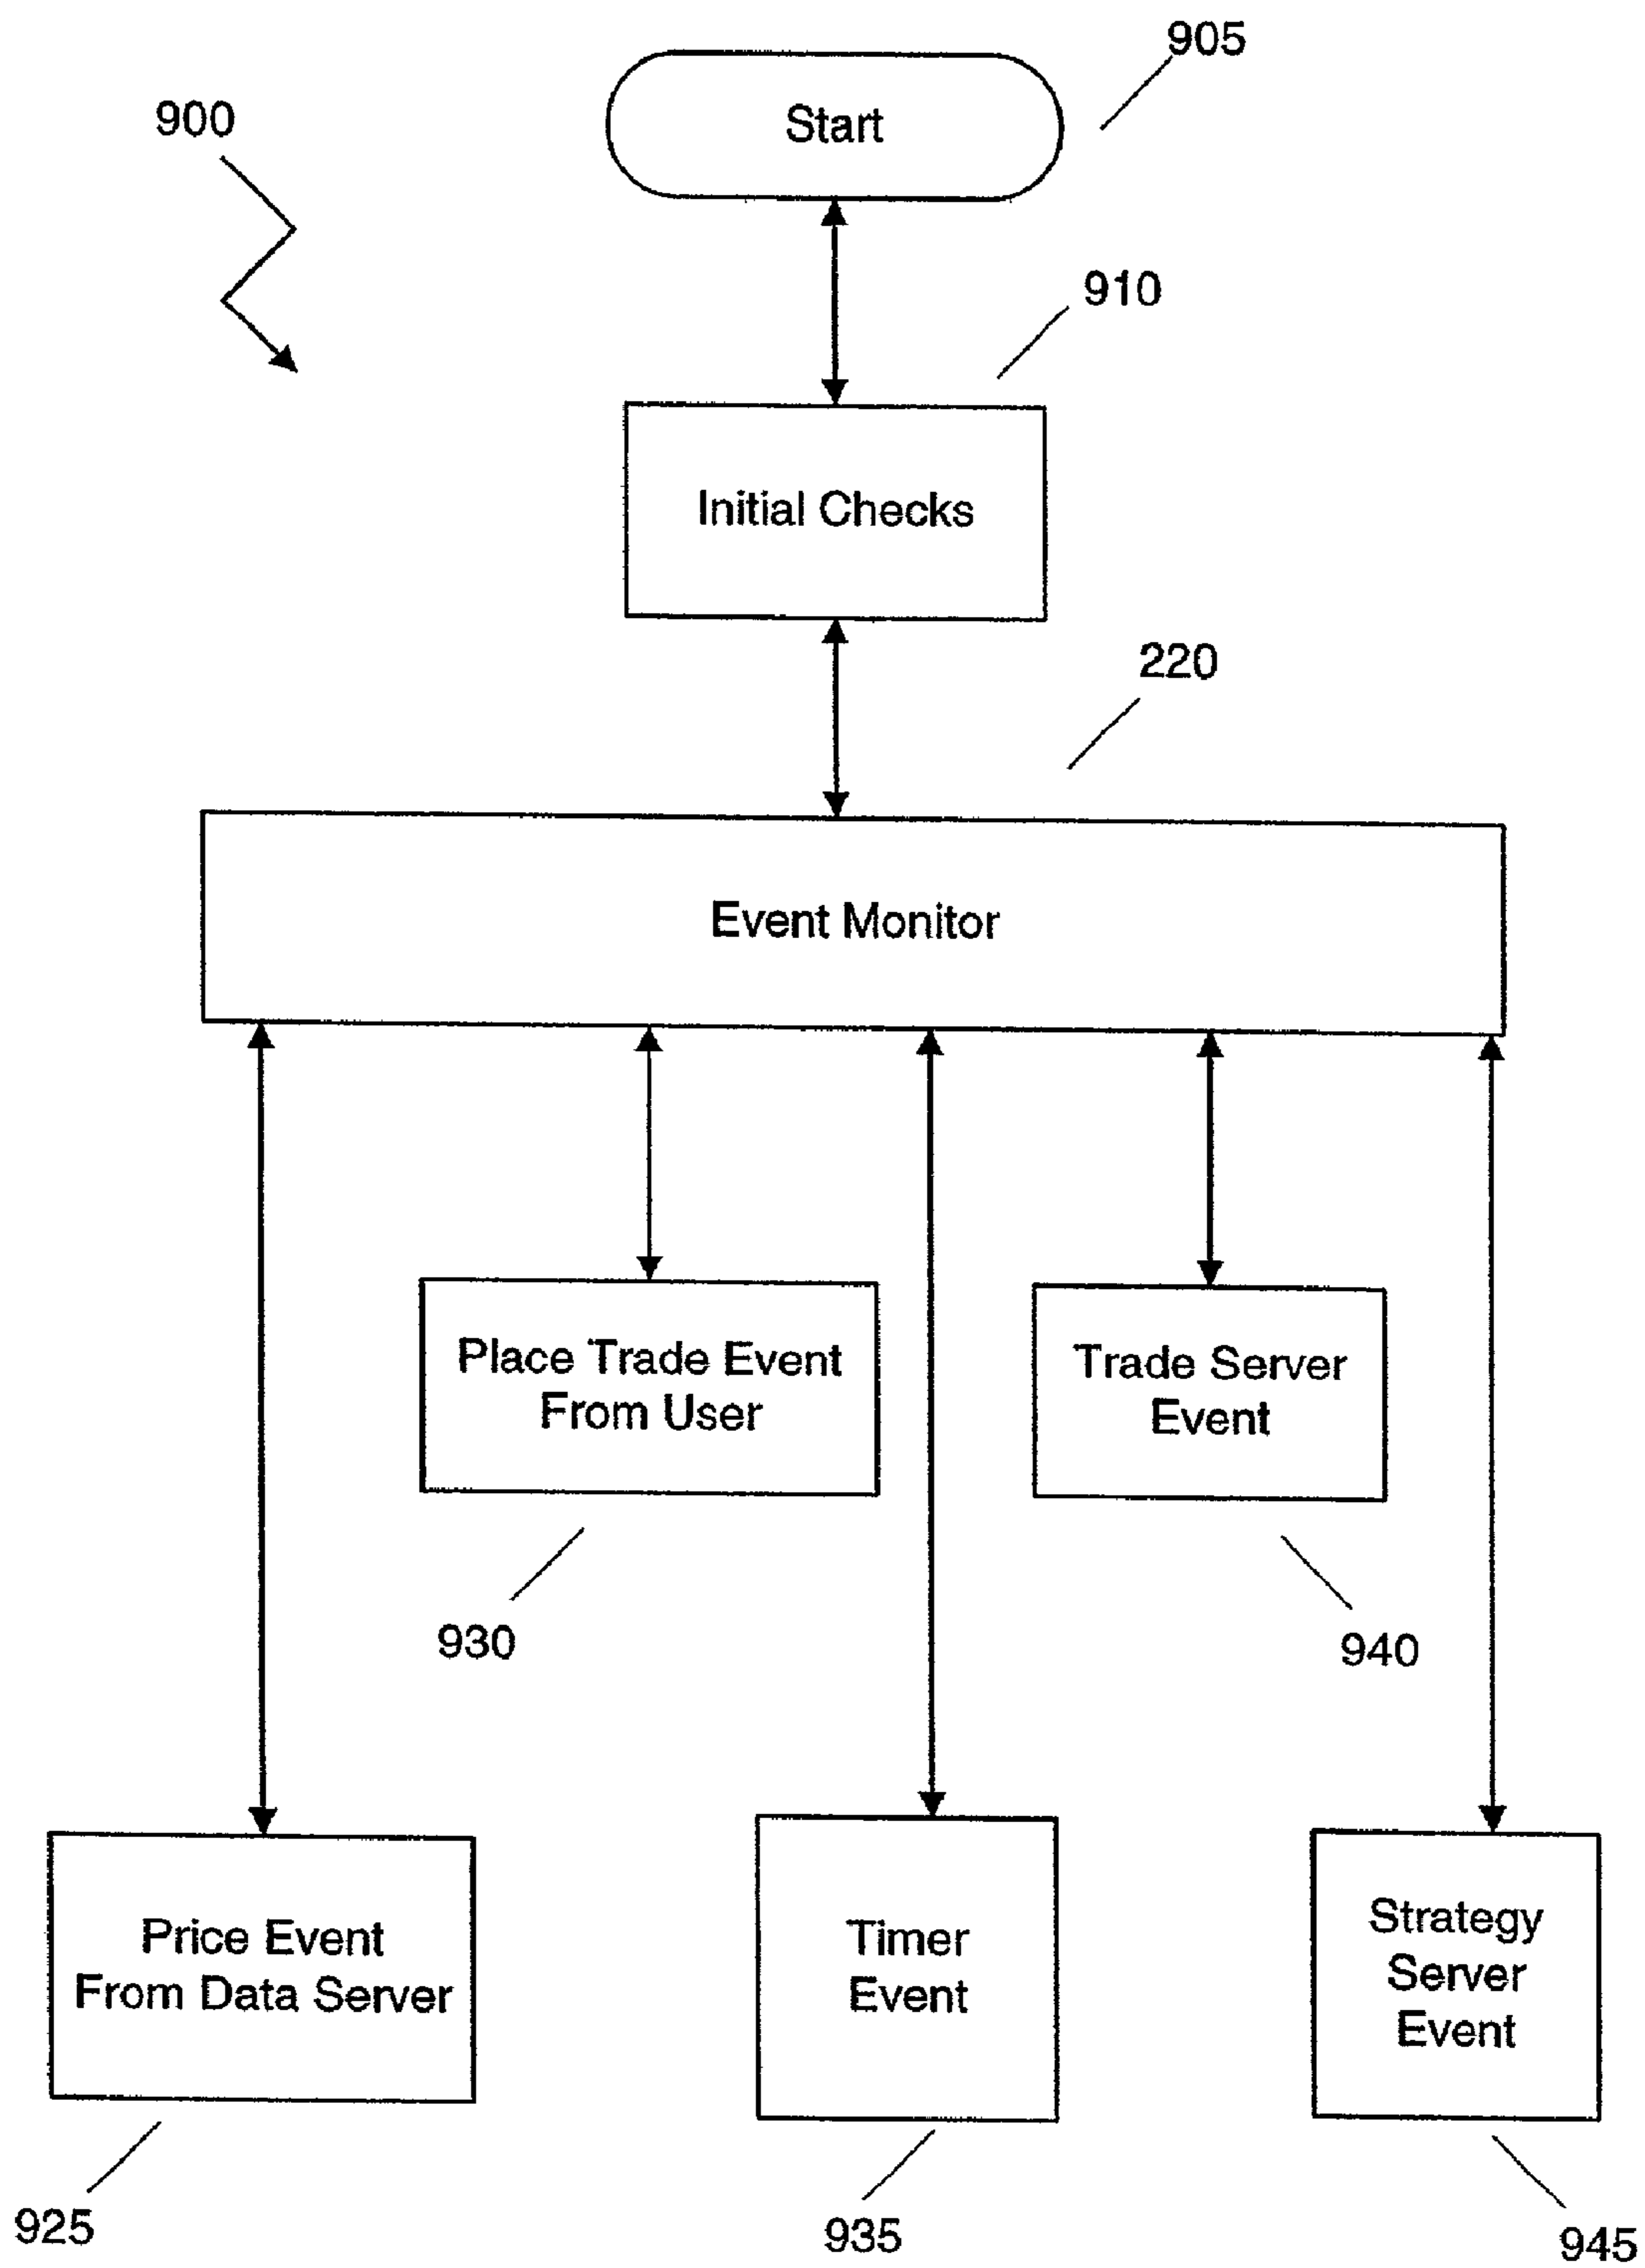 905
900
Start
910
Initial Checks
220
Event Monitor
Place Trade Event
From User
Trade Server
Event
930
940
Price Event
From Data Server
Timer
Event
Strategy
Server
Event
925
935
945